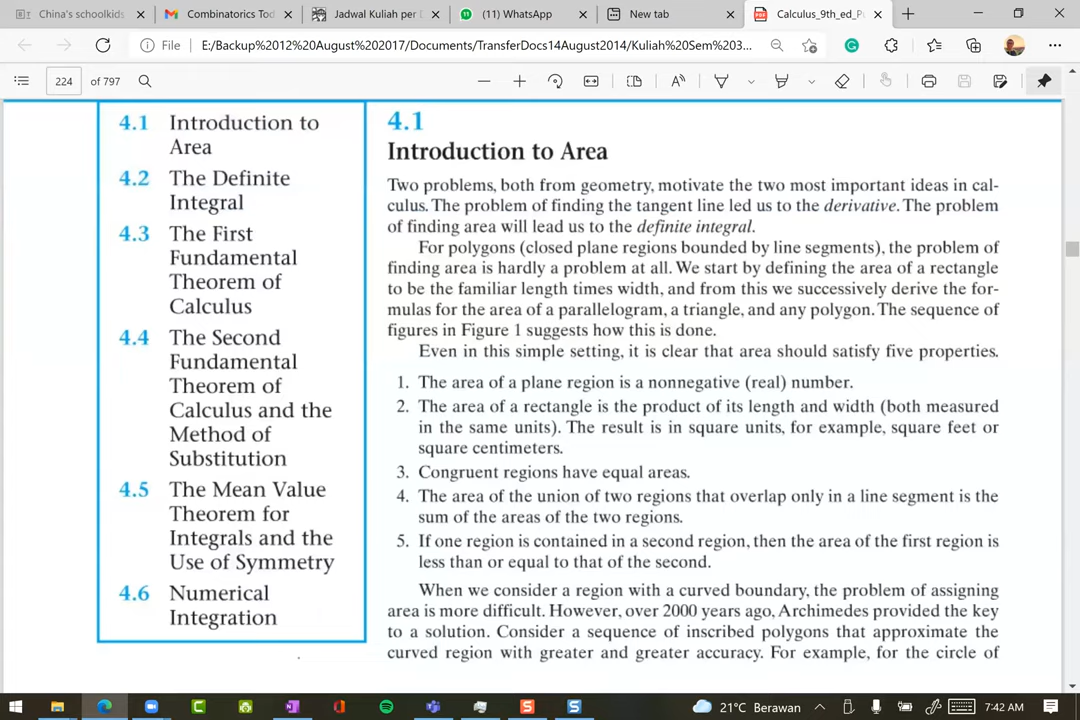 China's schoolkids
Combinatorics Tod
Jadwal Kuliah per I
(11) WhatsApp
New tab
Calculus_9th_ed_P
File
E:/Backup%2012%20August%202017/Documents/TransferDocs14August2014/Kuliah%20Sem%203...
224 of 797
4.1 Introduction to
Area
4.2 The Definite
Integral
4.3 The First
Fundamental
Theorem of
Calculus
4.4 The Second
Fundamental
Theorem of
Calculus and the
Method of
Substitution
4.5 The Mean Value
Theorem for
Integrals and the
Use of Symmetry
4.6 Numerical
Integration
4.1
Introduction to Area
Two problems, both from geometry, motivate the two most important ideas in cal-
culus. The problem of finding the tangent line led us to the derivative. The problem
of finding area will lead us to the definite integral.
For polygons (closed plane regions bounded by line segments), the problem of
finding area is hardly a problem at all. We start by defining the area of a rectangle
to be the familiar length times width, and from this we successively derive the for-
mulas for the area of a parallelogram, a triangle, and any polygon. The sequence of
figures in Figure 1 suggests how this is done.
Even in this simple setting, it is clear that area should satisfy five properties.
1. The area of a plane region is a nonnegative (real) number.
2. The area of a rectangle is the product of its length and width (both measured
in the same units). The result is in square units, for example, square feet or
square centimeters.
3. Congruent regions have equal areas.
4. The area of the union of two regions that overlap only in a line segment is the
sum of the areas of the two regions.
5. If one region is contained in a second region, then the area of the first region is
less than or equal to that of the second.
When we consider a region with a curved boundary, the problem of assigning
area is more difficult. However, over 2000 years ago, Archimedes provided the key
to a solution. Consider a sequence of inscribed polygons that approximate the
curved region with greater and greater accuracy. For example, for the circle of
21°C Berawan
7:42 AM